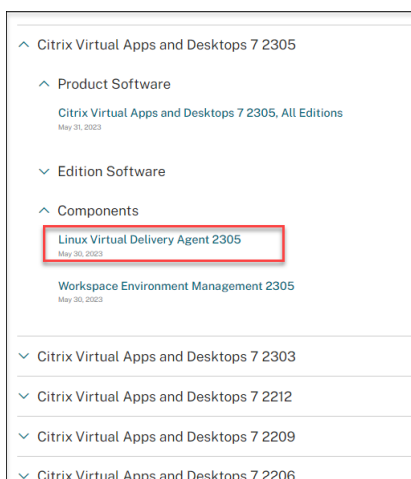 Citrix Virtual Apps and Desktops 7 2305
Product Software
Citrix Virtual Apps and Desktops 7 2305, All Editions
May 31, 2023
Edition Software
Components
Linux Virtual Delivery Agent 2305
May 30, 2023
Workspace Environment Management 2305
May 30, 2023
Citrix Virtual Apps and Desktops 7 2303
Citrix Virtual Apps and Desktops 7 2212
Citrix Virtual Apps and Desktops 7 2209
Citrix Virtual Apps and Desktops 7 2206